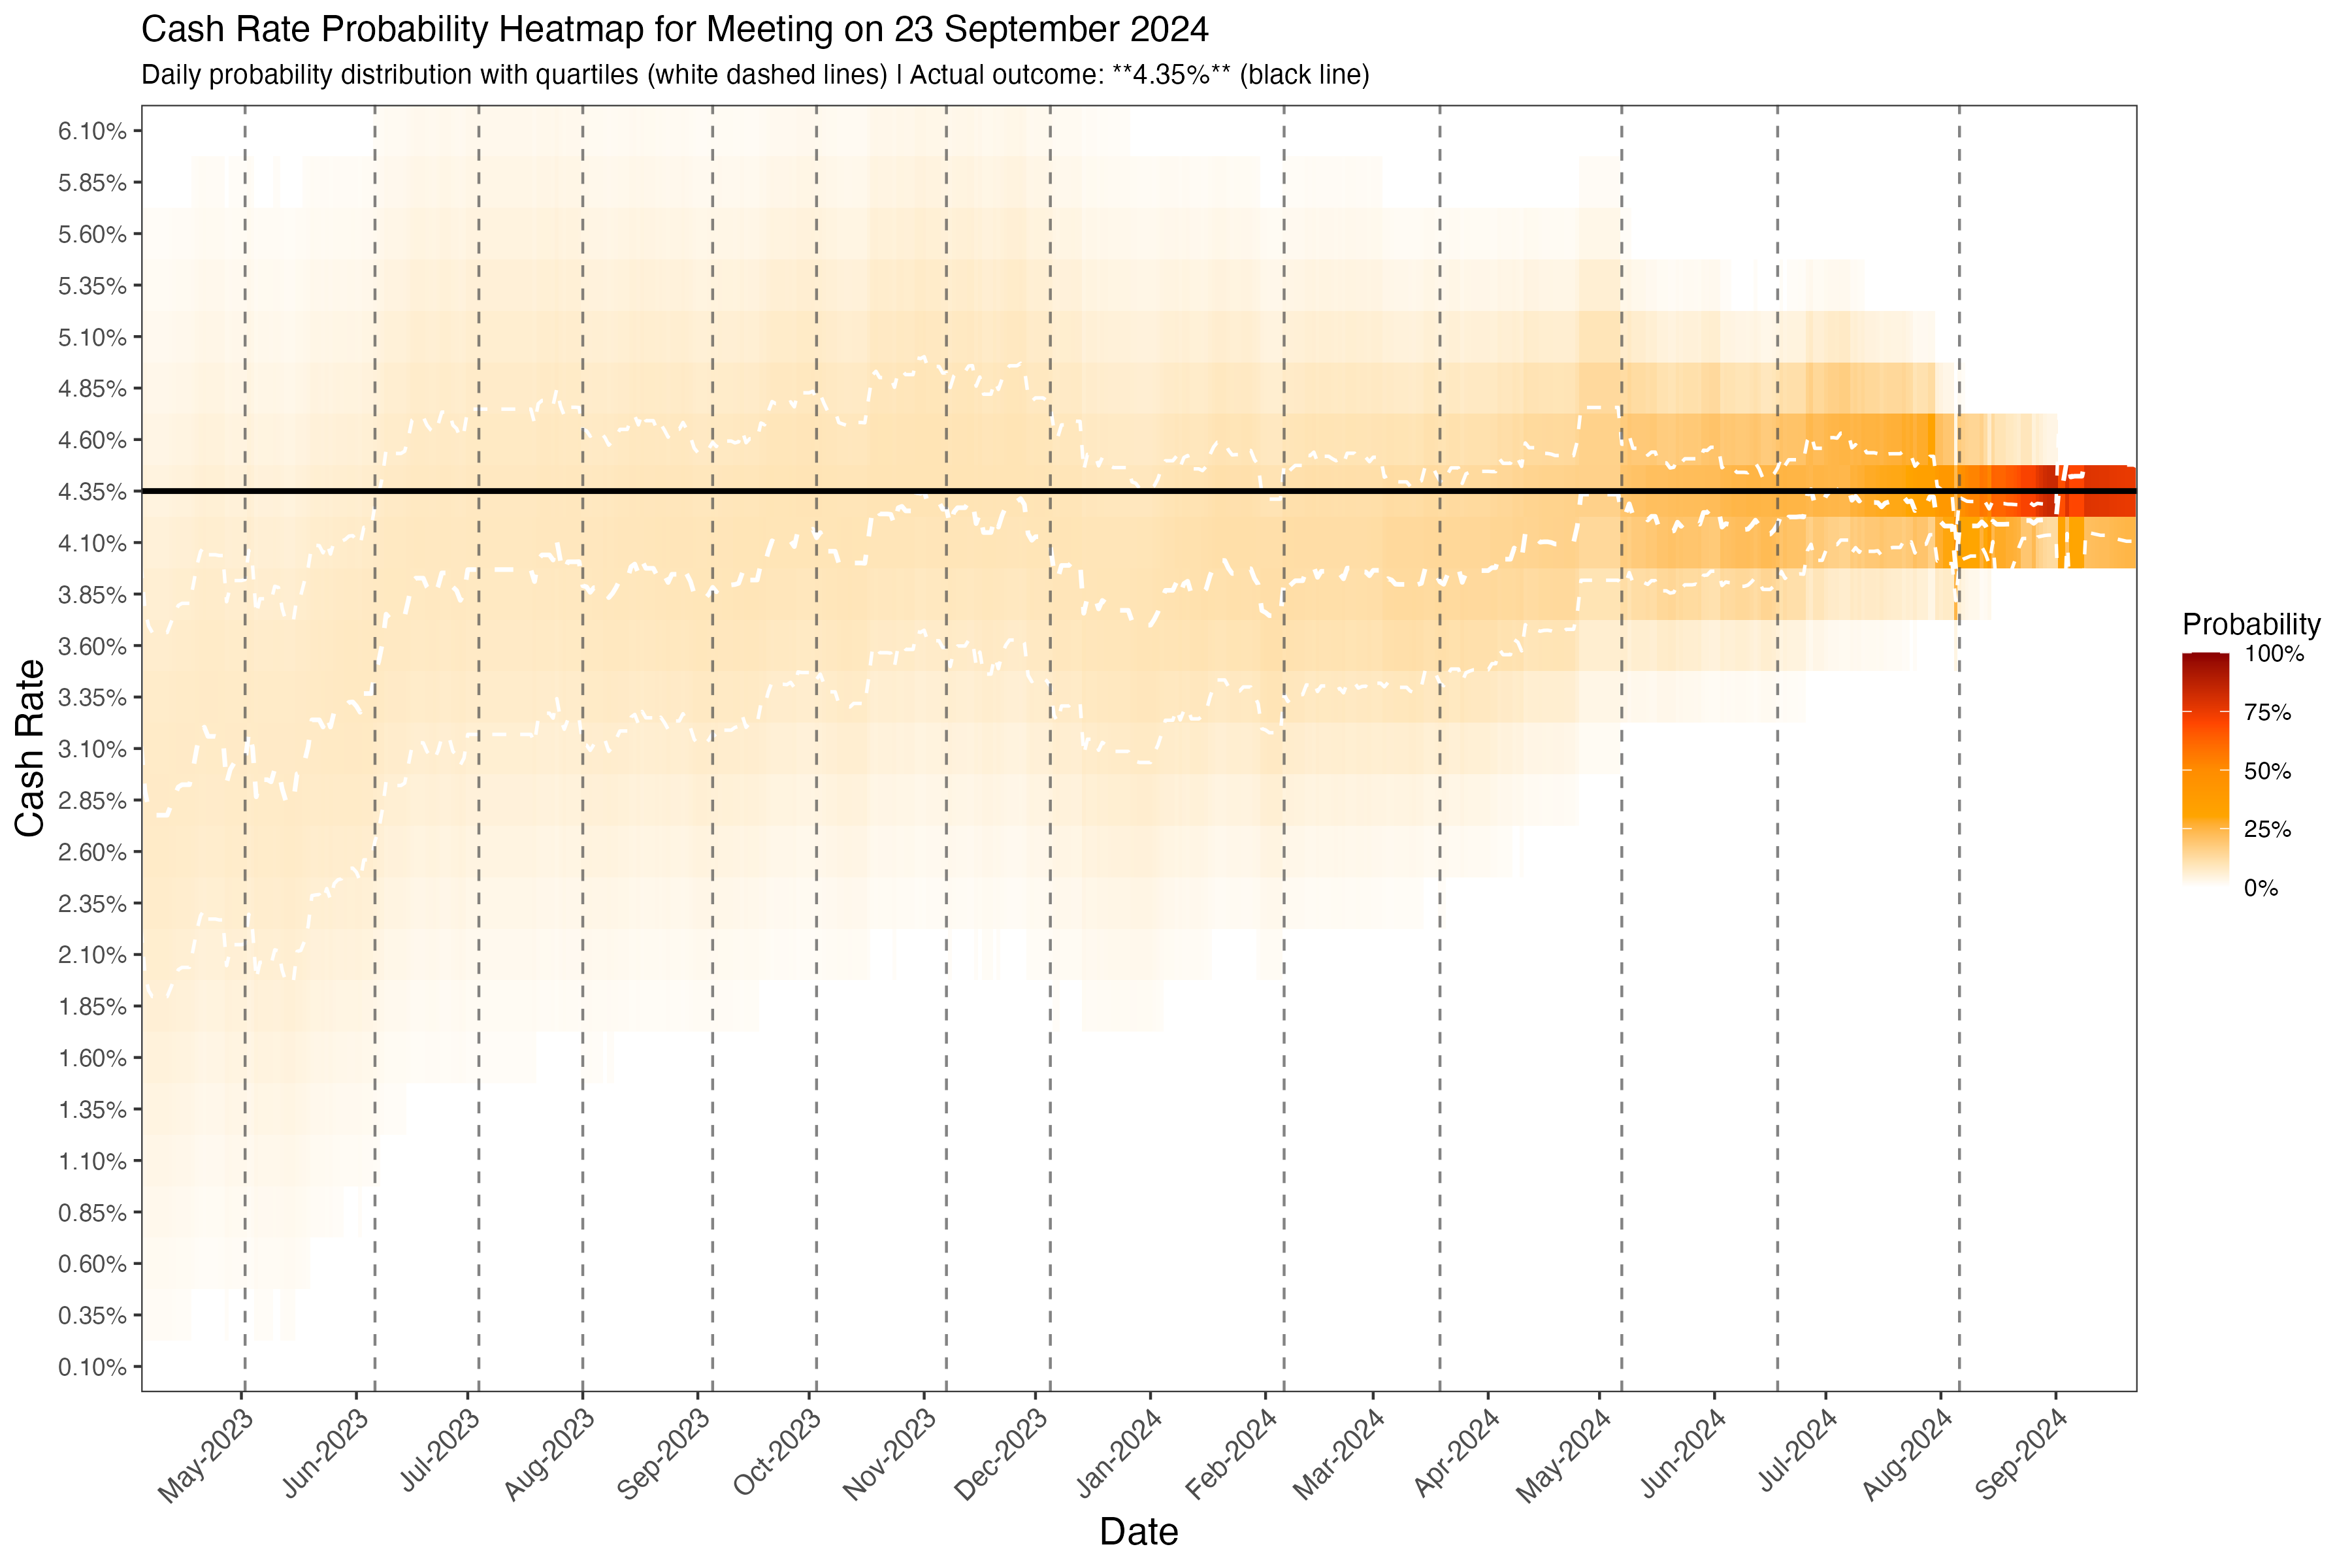 Cash Rate Probability Heatmap for Meeting on 23 September 2024
Daily probability distribution with quartiles (white dashed lines) | Actual outcome: **4.35%** (black line)
Cash Rate
6.10%
5.85%
5.60%
5.35%
5.10%
4.85%
4.60%
4.35%
4.10%
3.85%
3.60%
3.35%
3.10%
2.85%
2.60%
2.35%
2.10%
1.85%
1.60%
1.35%
1.10%
0.85%
0.60%
0.35%
0.10%
May-2023
Jun-2023
Jul-2023
Aug-2023
Sep-2023
Oct-2023
Nov-2023
Dec-2023
Jan-2024
Feb-2024
Mar-2024
Apr-2024
May-2024
Jun-2024
Jul-2024
Aug-2024
Sep-2024
Date
Probability
100%
75%
50%
25%
0%